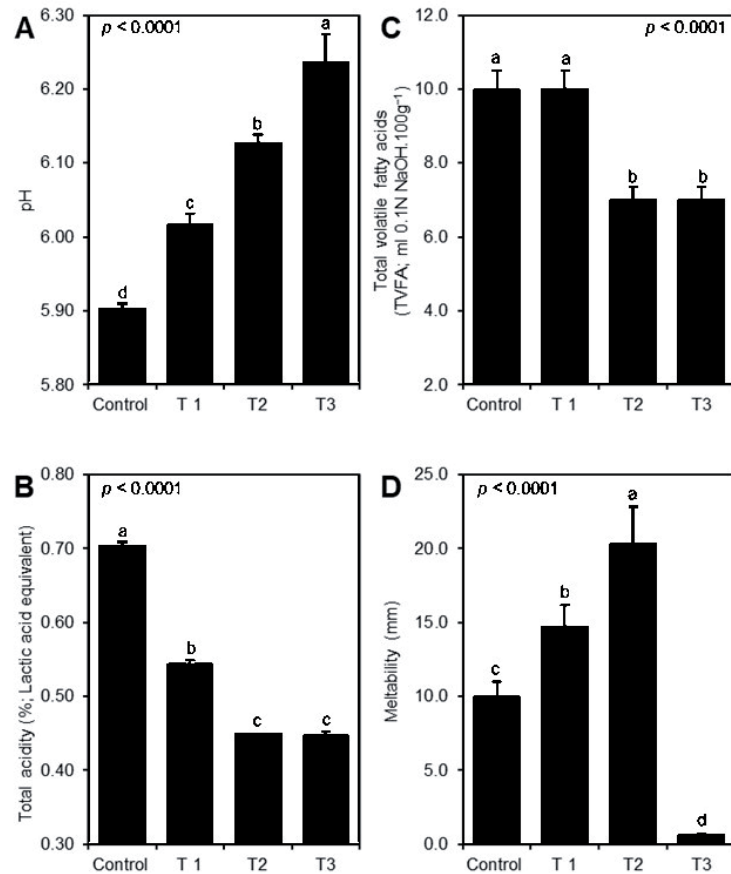 A
p < 0.0001
pH
6.30
6.20
6.10
6.00
5.90
5.80
d
c
b
a
Control
T 1
T2
T3
C
p < 0.0001
Total volatile fatty acids
(TVFA; ml 0.1N NaOH.100g⁻¹)
12.0
10.0
8.0
6.0
4.0
2.0
a
a
b
b
Control
T 1
T2
T3
B
p < 0.0001
Total acidity (%; Lactic acid equivalent)
0.80
0.70
0.60
0.50
0.40
0.30
a
b
c
c
Control
T 1
T2
T3
D
p < 0.0001
Meltability (mm)
25.0
20.0
15.0
10.0
5.0
0.0
c
b
a
d
Control
T 1
T2
T3